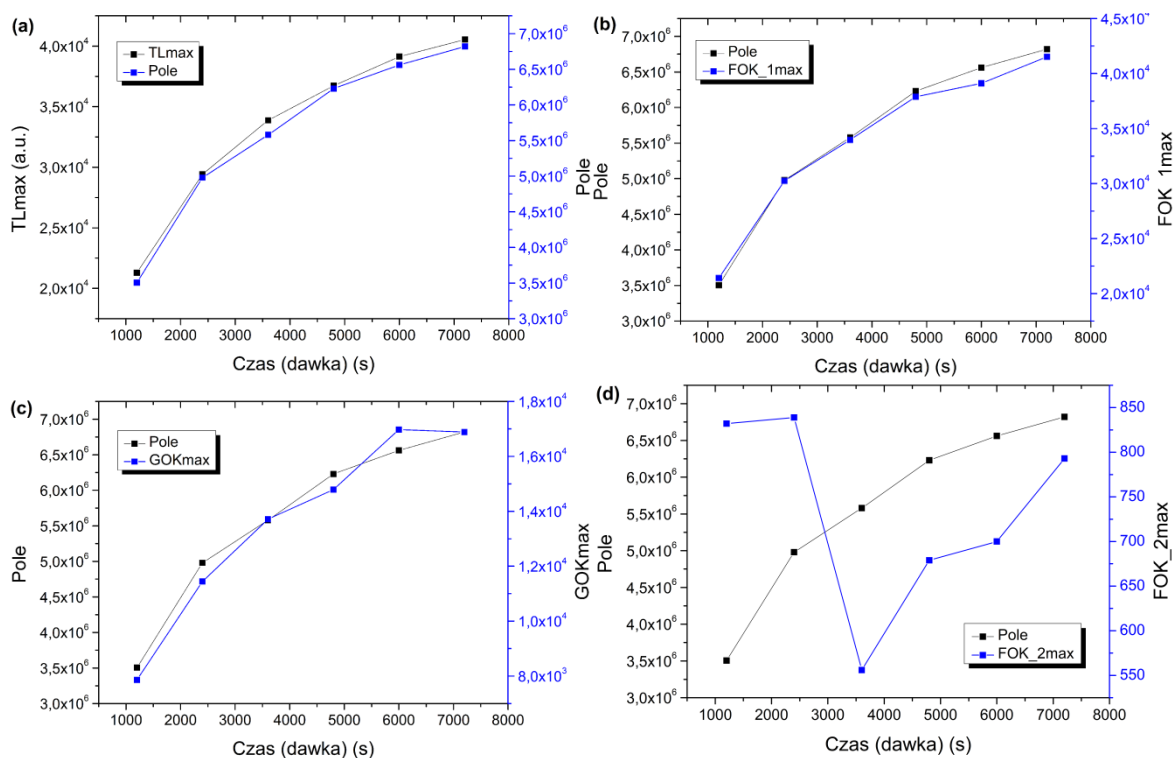 (a)
TLmax
Pole
4,0x10⁴
3,5x10⁴
3,0x10⁴
2,5x10⁴
2,0x10⁴
TLmax (a.u.)
7,0x10⁶
6,5x10⁶
6,0x10⁶
5,5x10⁶
5,0x10⁶
4,5x10⁶
4,0x10⁶
3,5x10⁶
3,0x10⁶
Pole
1000 2000 3000 4000 5000 6000 7000 8000
Czas (dawka) (s)
(b)
Pole
FOK_1max
7,0x10⁶
6,5x10⁶
6,0x10⁶
5,5x10⁶
5,0x10⁶
4,5x10⁶
4,0x10⁶
3,5x10⁶
3,0x10⁶
Pole
4,5x10⁴
4,0x10⁴
3,5x10⁴
3,0x10⁴
2,5x10⁴
2,0x10⁴
FOK_1max
1000 2000 3000 4000 5000 6000 7000 8000
Czas (dawka) (s)
(c)
Pole
GOKmax
7,0x10⁶
6,5x10⁶
6,0x10⁶
5,5x10⁶
5,0x10⁶
4,5x10⁶
4,0x10⁶
3,5x10⁶
3,0x10⁶
Pole
1,8x10⁴
1,6x10⁴
1,4x10⁴
1,2x10⁴
1,0x10⁴
8,0x10³
GOKmax
1000 2000 3000 4000 5000 6000 7000 8000
Czas (dawka) (s)
(d)
Pole
FOK_2max
7,0x10⁶
6,5x10⁶
6,0x10⁶
5,5x10⁶
5,0x10⁶
4,5x10⁶
4,0x10⁶
3,5x10⁶
3,0x10⁶
Pole
850
800
750
700
650
600
550
FOK_2max
1000 2000 3000 4000 5000 6000 7000 8000
Czas (dawka) (s)